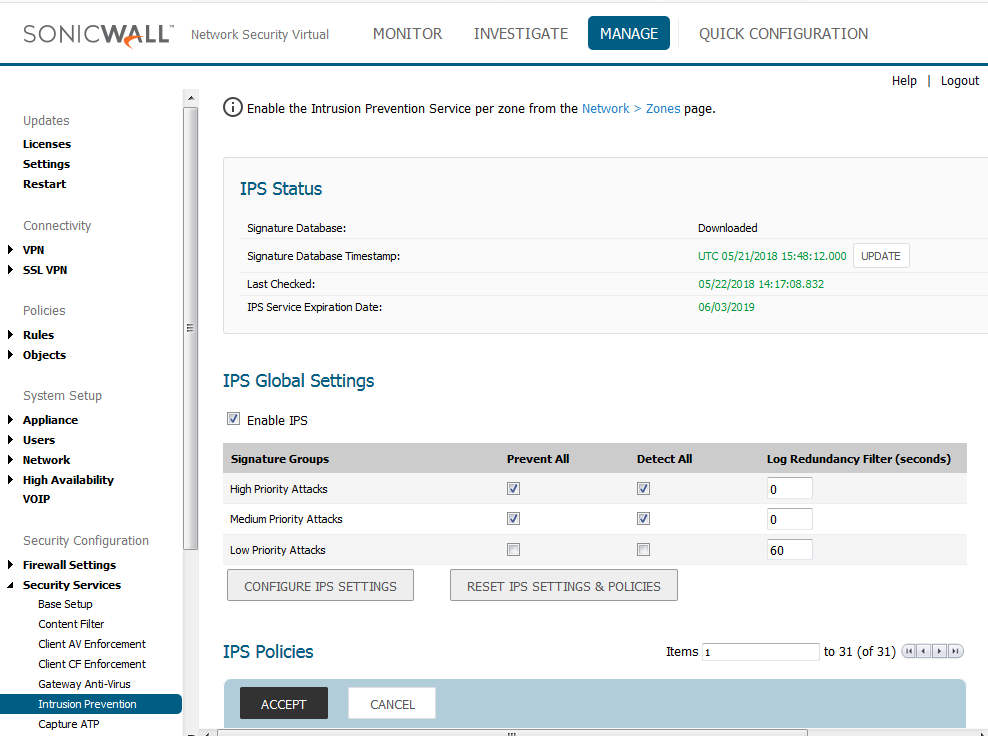 SONICWALL™ Network Security Virtual MONITOR INVESTIGATE MANAGE QUICK CONFIGURATION
Help | Logout
Updates
Licenses
Settings
Restart
Connectivity
VPN
SSL VPN
Policies
Rules
Objects
System Setup
Appliance
Users
Network
High Availability
VOIP
Security Configuration
Firewall Settings
Security Services
Base Setup
Content Filter
Client AV Enforcement
Client CF Enforcement
Gateway Anti-Virus
Intrusion Prevention
Capture ATP
Enable the Intrusion Prevention Service per zone from the Network > Zones page.
IPS Status
Signature Database: Downloaded
Signature Database Timestamp: UTC 05/21/2018 15:48:12.000 UPDATE
Last Checked: 05/22/2018 14:17:08.832
IPS Service Expiration Date: 06/03/2019
IPS Global Settings
Enable IPS
Signature Groups Prevent All Detect All Log Redundancy Filter (seconds)
High Priority Attacks 0
Medium Priority Attacks 0
Low Priority Attacks 60
CONFIGURE IPS SETTINGS RESET IPS SETTINGS & POLICIES
IPS Policies Items 1 to 31 (of 31)
ACCEPT CANCEL